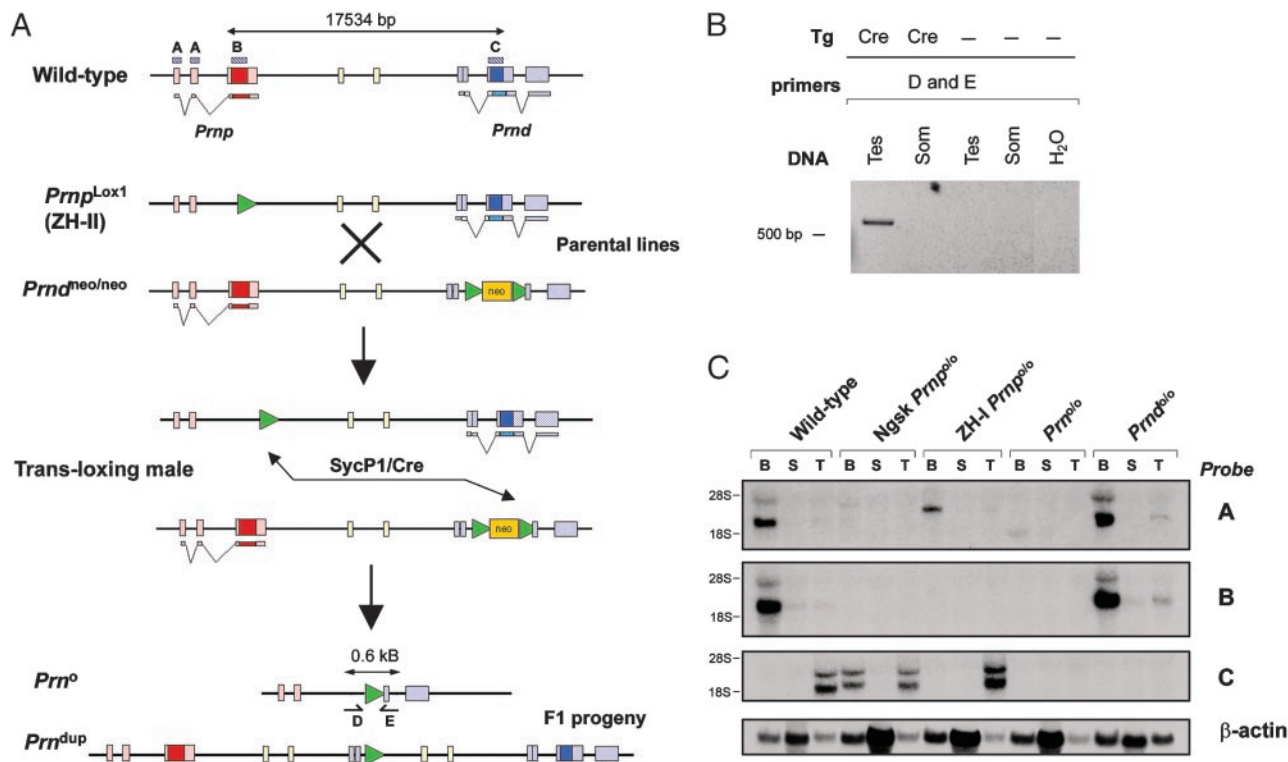 A
17534 bp
A A B C
Wild-type
Prnp Prnd
Prnp^Lox1
(ZH-II)
Parental lines
Prnd^neo/neo
neo
Trans-loxing male
SycP1/Cre
neo
0.6 kB
Prn^o
D E
F1 progeny
Prn^dup
B
Tg Cre Cre – – –
primers D and E
DNA Tes Som Tes Som H2O
500 bp –
C
Wild-type Ngsk Prnp^o/o ZH-I Prnp^o/o Prn^o/o Prnd^o/o
B S T B S T B S T B S T B S T Probe
28S–
18S–
A
28S–
18S–
B
28S–
18S–
C
β-actin